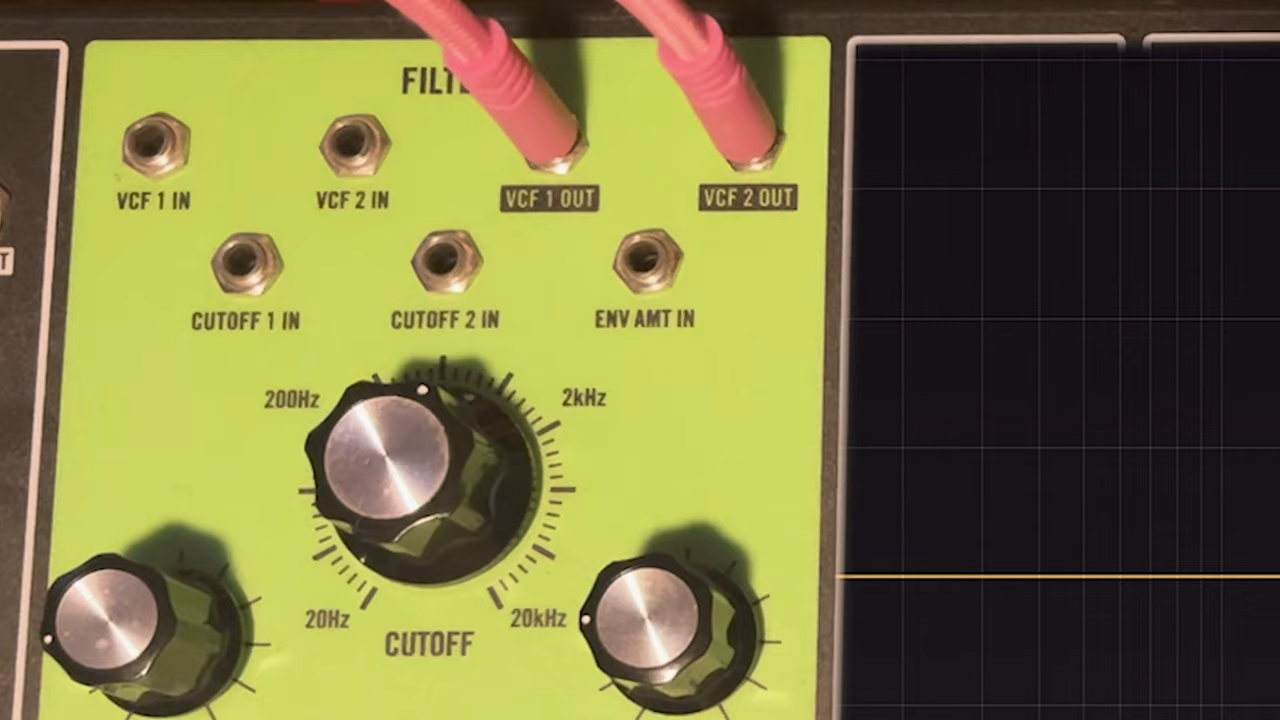 FILT
VCF 1 IN
VCF 2 IN
VCF 1 OUT
VCF 2 OUT
T
CUTOFF 1 IN
CUTOFF 2 IN
ENV AMT IN
200Hz
2kHz
20Hz
20kHz
CUTOFF